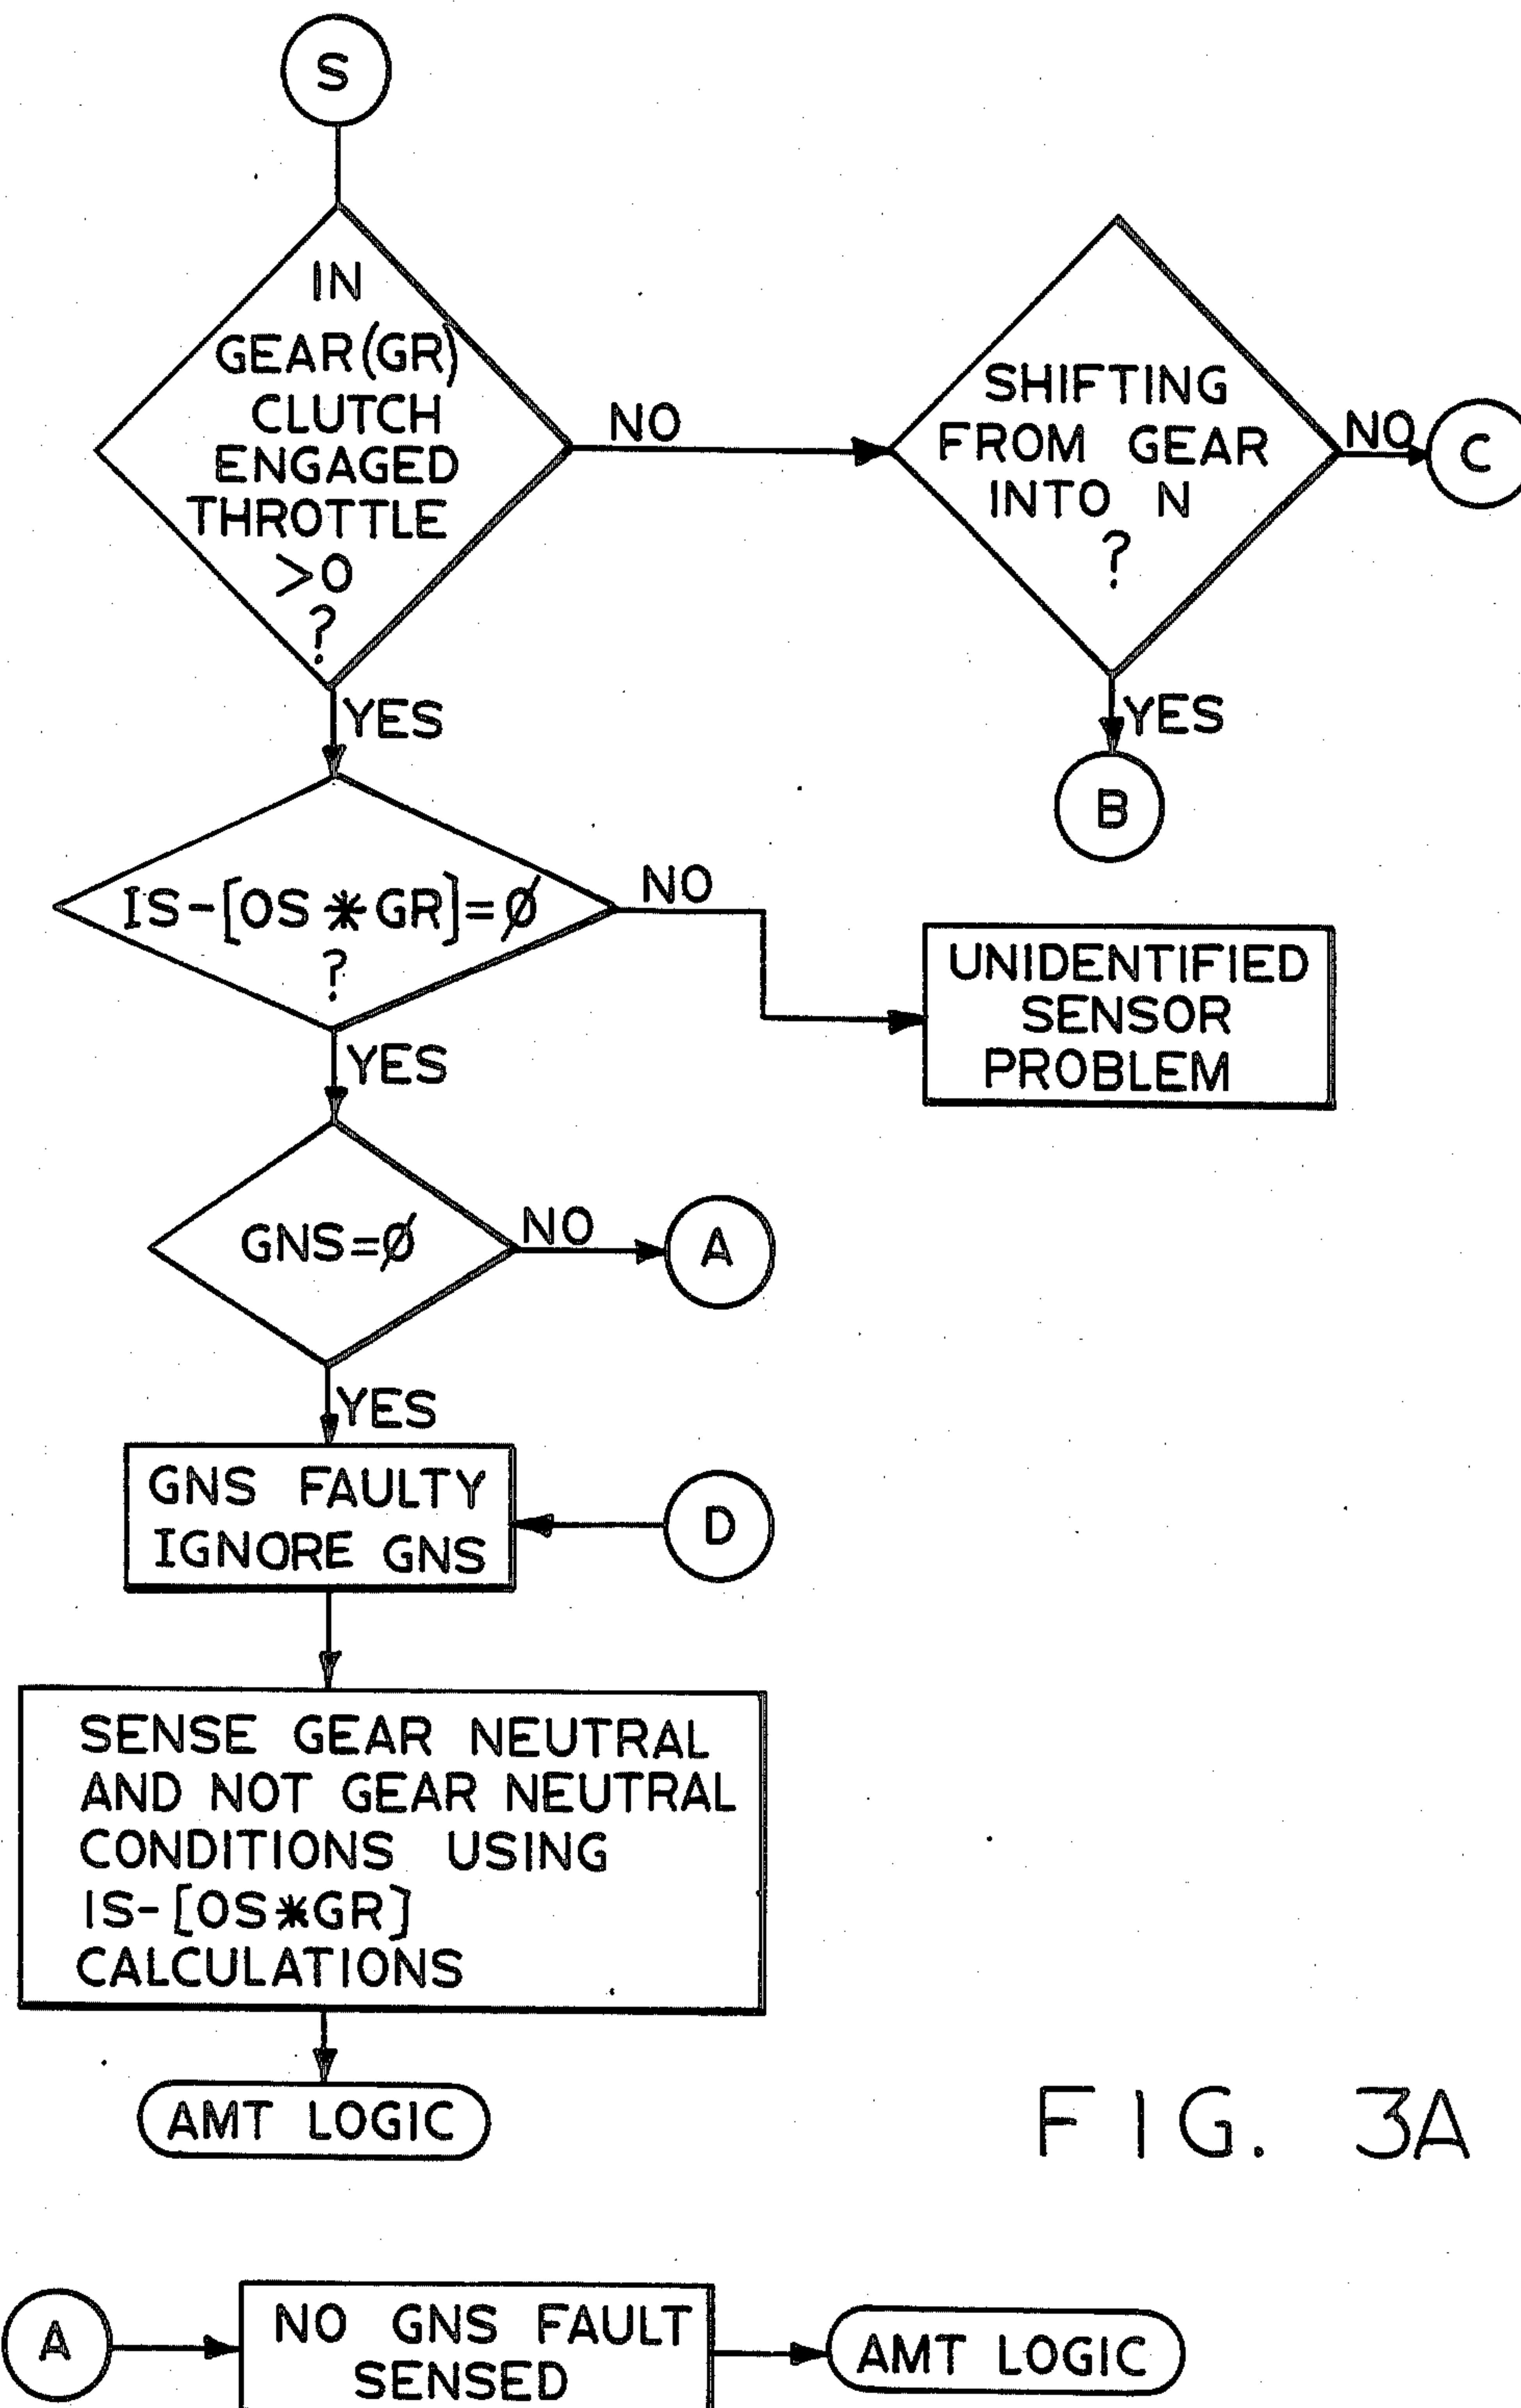 S
IN
GEAR(GR)
CLUTCH
ENGAGED
THROTTLE
>0
?
NO
SHIFTING
FROM GEAR
INTO N
?
NO
C
YES
YES
B
IS-[OS*GR]=Ø
?
NO
UNIDENTIFIED
SENSOR
PROBLEM
YES
GNS=Ø
NO
A
YES
GNS FAULTY
IGNORE GNS
D
SENSE GEAR NEUTRAL
AND NOT GEAR NEUTRAL
CONDITIONS USING
IS-[OS*GR]
CALCULATIONS
AMT LOGIC
FIG. 3A
A
NO GNS FAULT
SENSED
AMT LOGIC